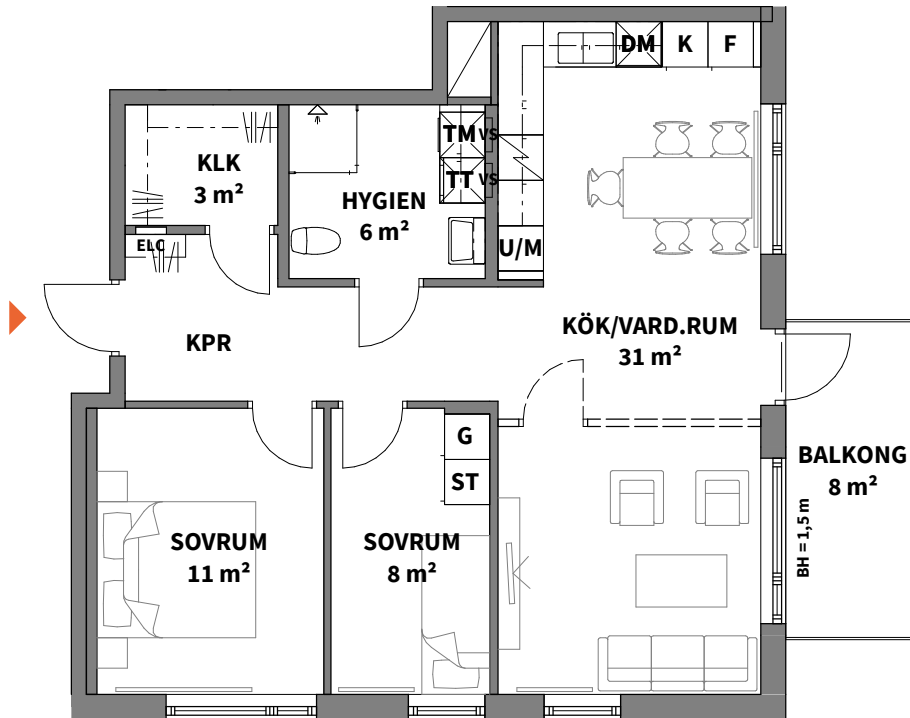 DM
K
F
TM
VS
TT
VS
KLK
3 m²
HYGIEN
6 m²
U/M
ELC
KPR
KÖK/VARD.RUM
31 m²
G
ST
SOVRUM
11 m²
SOVRUM
8 m²
BALKONG
8 m²
BH = 1,5 m